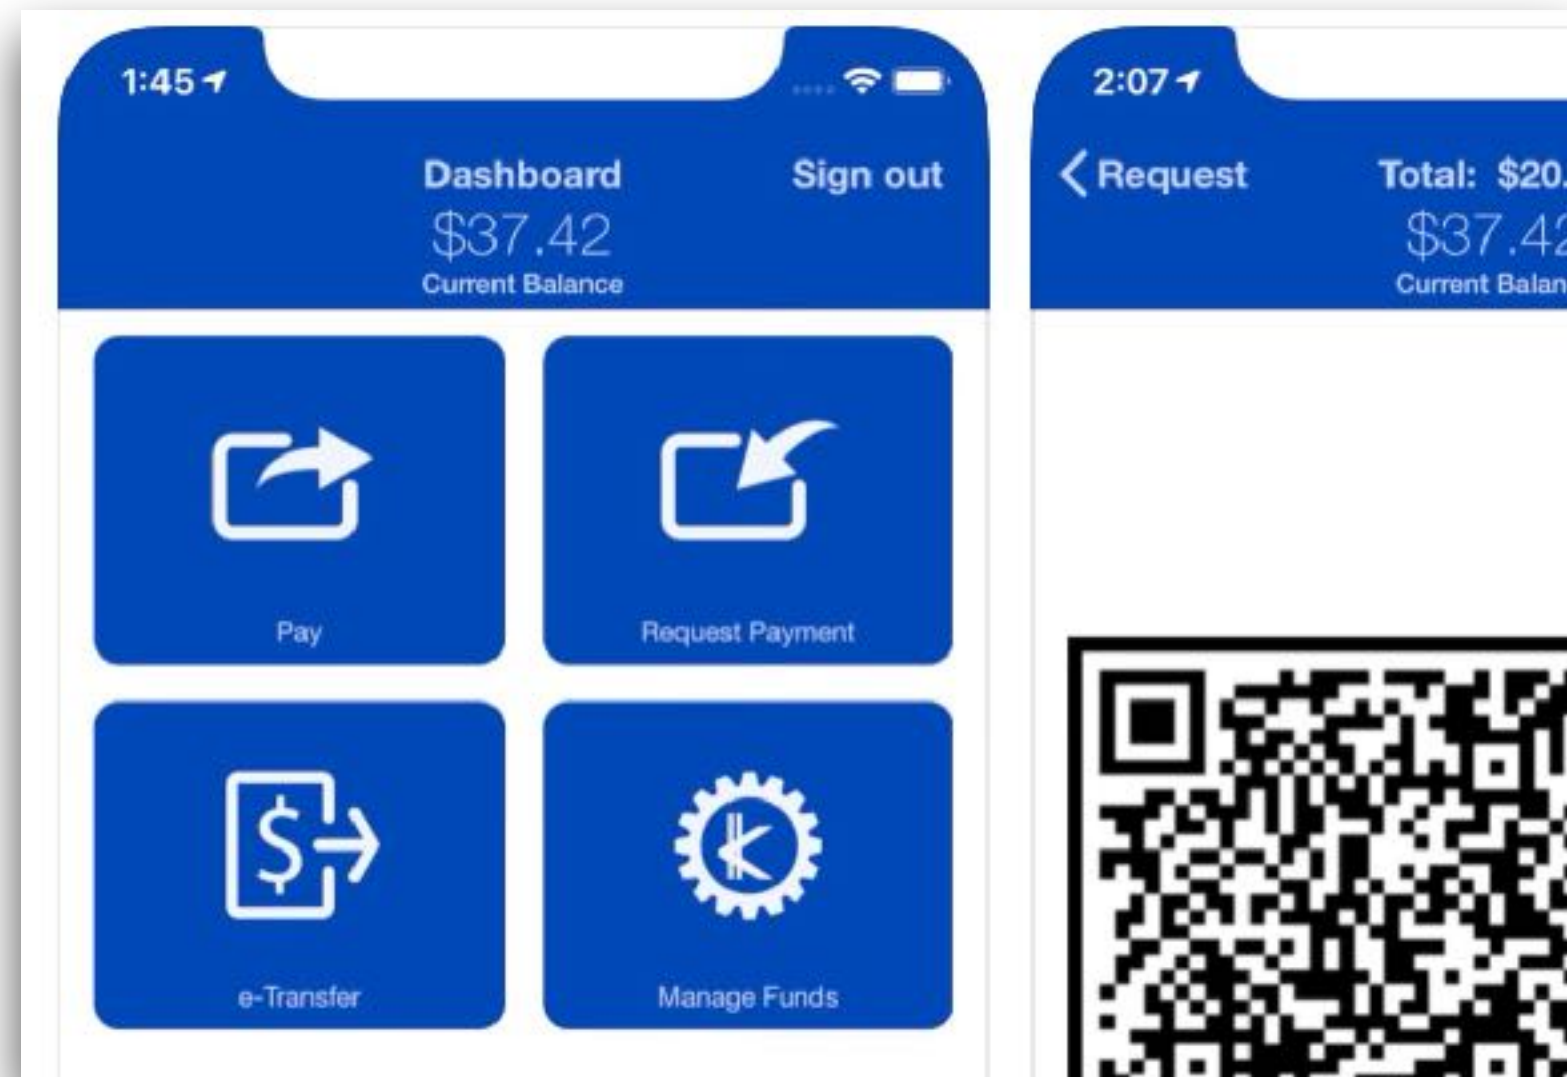 1:45
Dashboard
Sign out
$37.42
Current Balance
Pay
Request Payment
e-Transfer
Manage Funds
2:07
Request
Total: $20.
$37.42
Current Balan